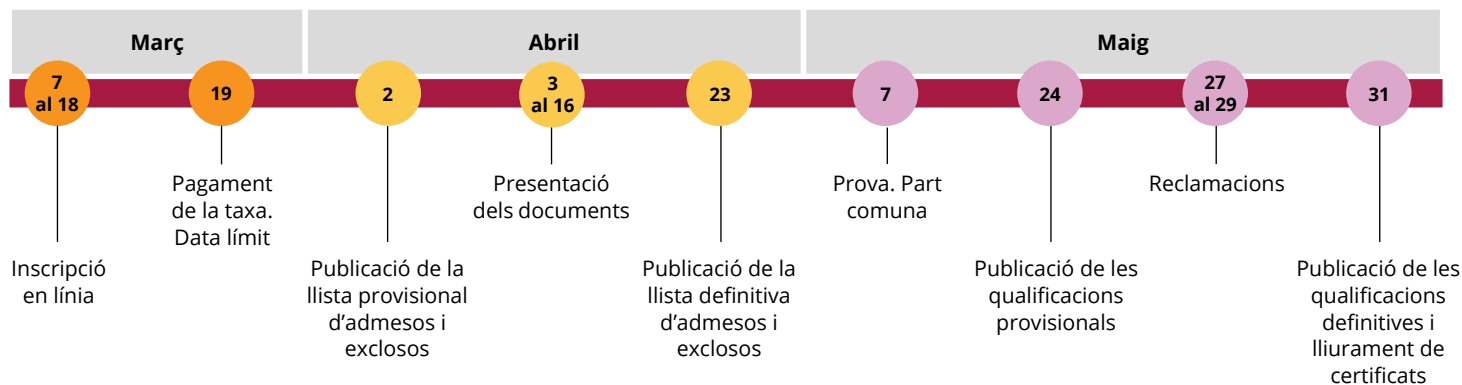 Març
Abril
Maig
7
al 18
19
2
3
al 16
23
7
24
27
al 29
31
Inscripció
en línia
Pagament
de la taxa.
Data límit
Publicació de la
llista provisional
d'admesos i
exclosos
Presentació
dels documents
Publicació de la
llista definitiva
d'admesos i
exclosos
Prova. Part
comuna
Publicació de les
qualificacions
provisionals
Reclamacions
Publicació de les
qualificacions
definitives i
lliurament de
certificats